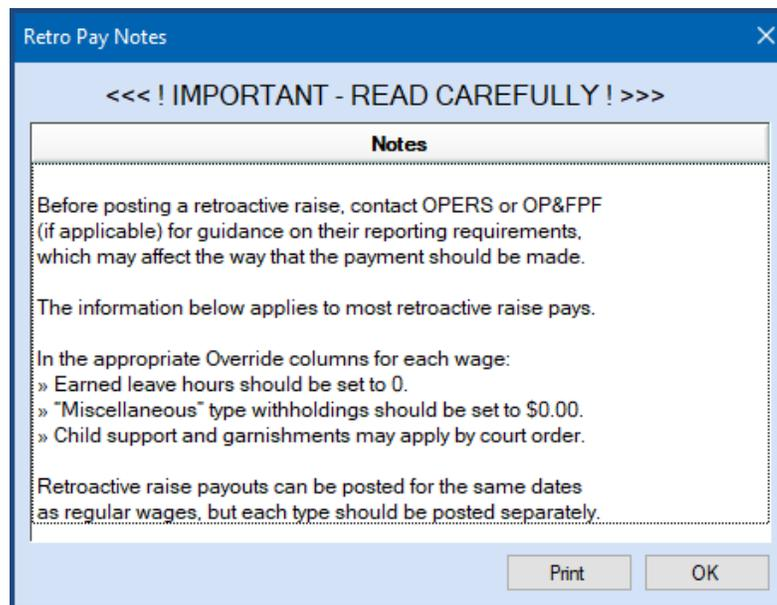 Retro Pay Notes
<<< ! IMPORTANT - READ CAREFULLY ! >>>
Notes
Before posting a retroactive raise, contact OPERS or OP&FPF
(if applicable) for guidance on their reporting requirements,
which may affect the way that the payment should be made.
The information below applies to most retroactive raise pays.
In the appropriate Override columns for each wage:
» Earned leave hours should be set to 0.
» "Miscellaneous" type withholdings should be set to $0.00.
» Child support and garnishments may apply by court order.
Retroactive raise payouts can be posted for the same dates
as regular wages, but each type should be posted separately.
Print OK